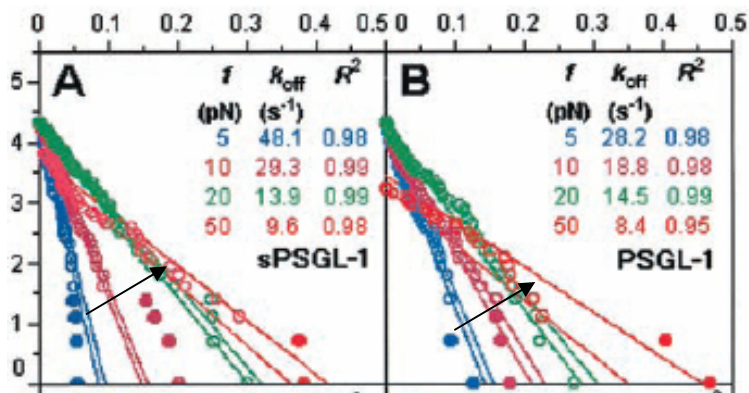 0 0.1 0.2 0.3 0.4 0.5 0 0.1 0.2 0.3 0.4 0.5
A f koff R2
(pN) (s-1)
5 48.1 0.98
10 29.3 0.99
20 13.9 0.99
50 9.6 0.98
sPSGL-1
B f koff R2
(pN) (s-1)
5 28.2 0.98
10 18.8 0.98
20 14.5 0.99
50 8.4 0.95
PSGL-1
5
4
3
2
1
0